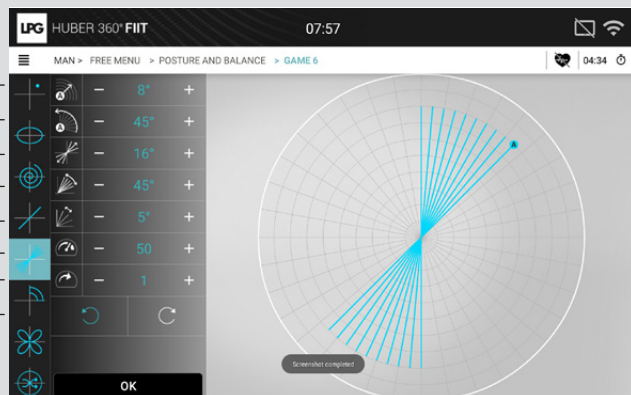 LPG HUBER 360° FIIT 07:57
MAN > FREE MENU > POSTURE AND BALANCE > GAME 6 04:34
A − 8° +
A − 45° +
− 16° +
− 45° +
− 5° +
− 50 +
− 1 +
OK
A
Screenshot completed